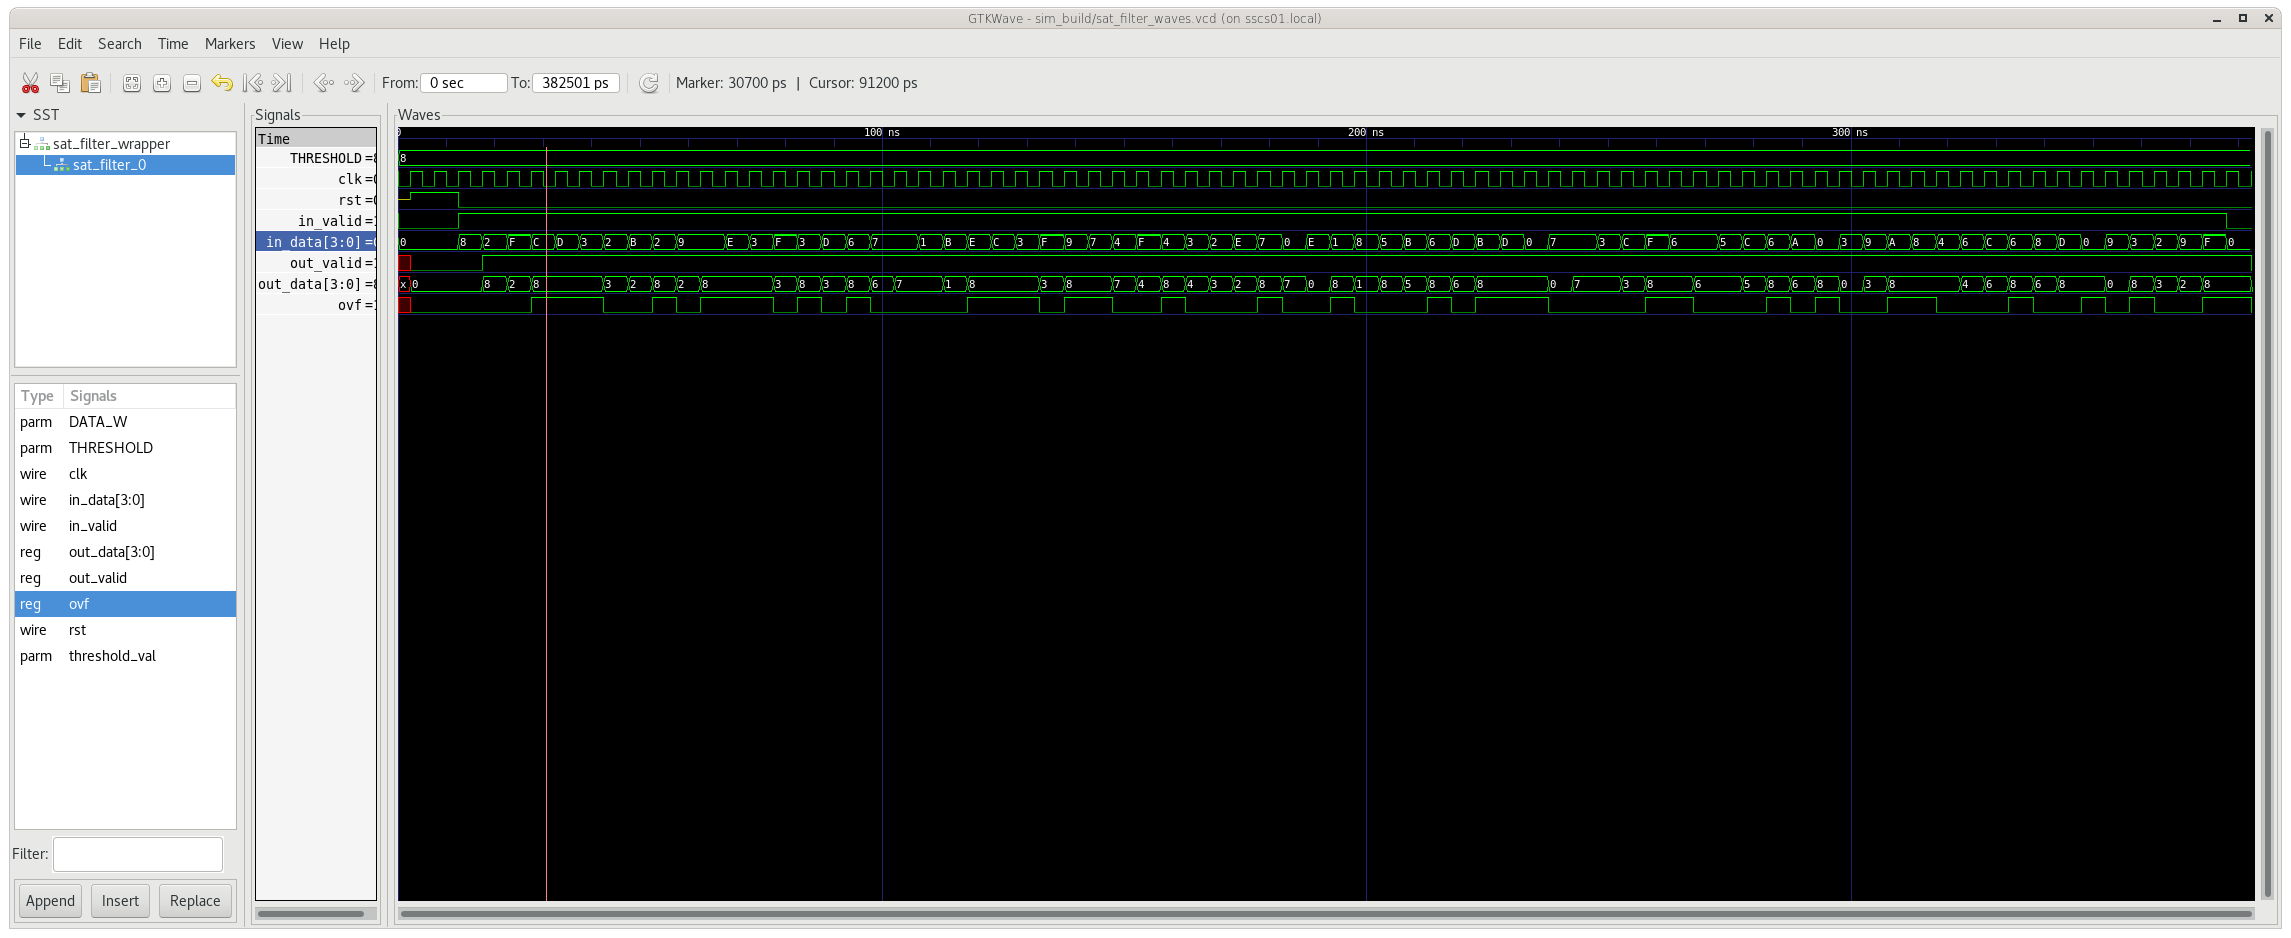 GTKWave - sim_build/sat_filter_waves.vcd (on sscs01.local)
File Edit Search Time Markers View Help
From: 0 sec To: 382501 ps Marker: 30700 ps | Cursor: 91200 ps
SST
sat_filter_wrapper
sat_filter_0
Type Signals
parm DATA_W
parm THRESHOLD
wire clk
wire in_data[3:0]
wire in_valid
reg out_data[3:0]
reg out_valid
reg ovf
wire rst
parm threshold_val
Filter:
Append Insert Replace
Signals
Time
THRESHOLD =8
clk =0
rst =0
in_valid =1
in_data[3:0] =
out_valid =1
out_data[3:0] =8
ovf =1
Waves
0 100 ns 200 ns 300 ns
8
0 8 2 F C D 3 2 B 2 9 E 3 F 3 D 6 7 1 B E C 3 F 9 7 4 F 4 3 2 E 7 0 E 1 8 5 B 6 D B D 0 7 3 C F 6 5 C 6 A 0 3 9 A 8 4 6 C 6 8 D 0 9 3 2 9 F 0
x 0 8 2 8 3 2 8 2 8 3 8 3 8 6 7 1 8 3 8 7 4 8 4 3 2 8 7 0 8 1 8 5 8 6 8 0 7 3 8 6 5 8 6 8 0 3 8 4 6 8 6 8 0 8 3 2 8